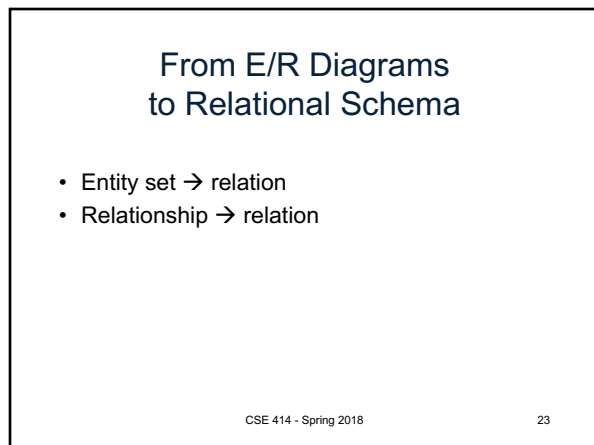 From E/R Diagrams
to Relational Schema
• Entity set → relation
• Relationship → relation
CSE 414 - Spring 2018
23